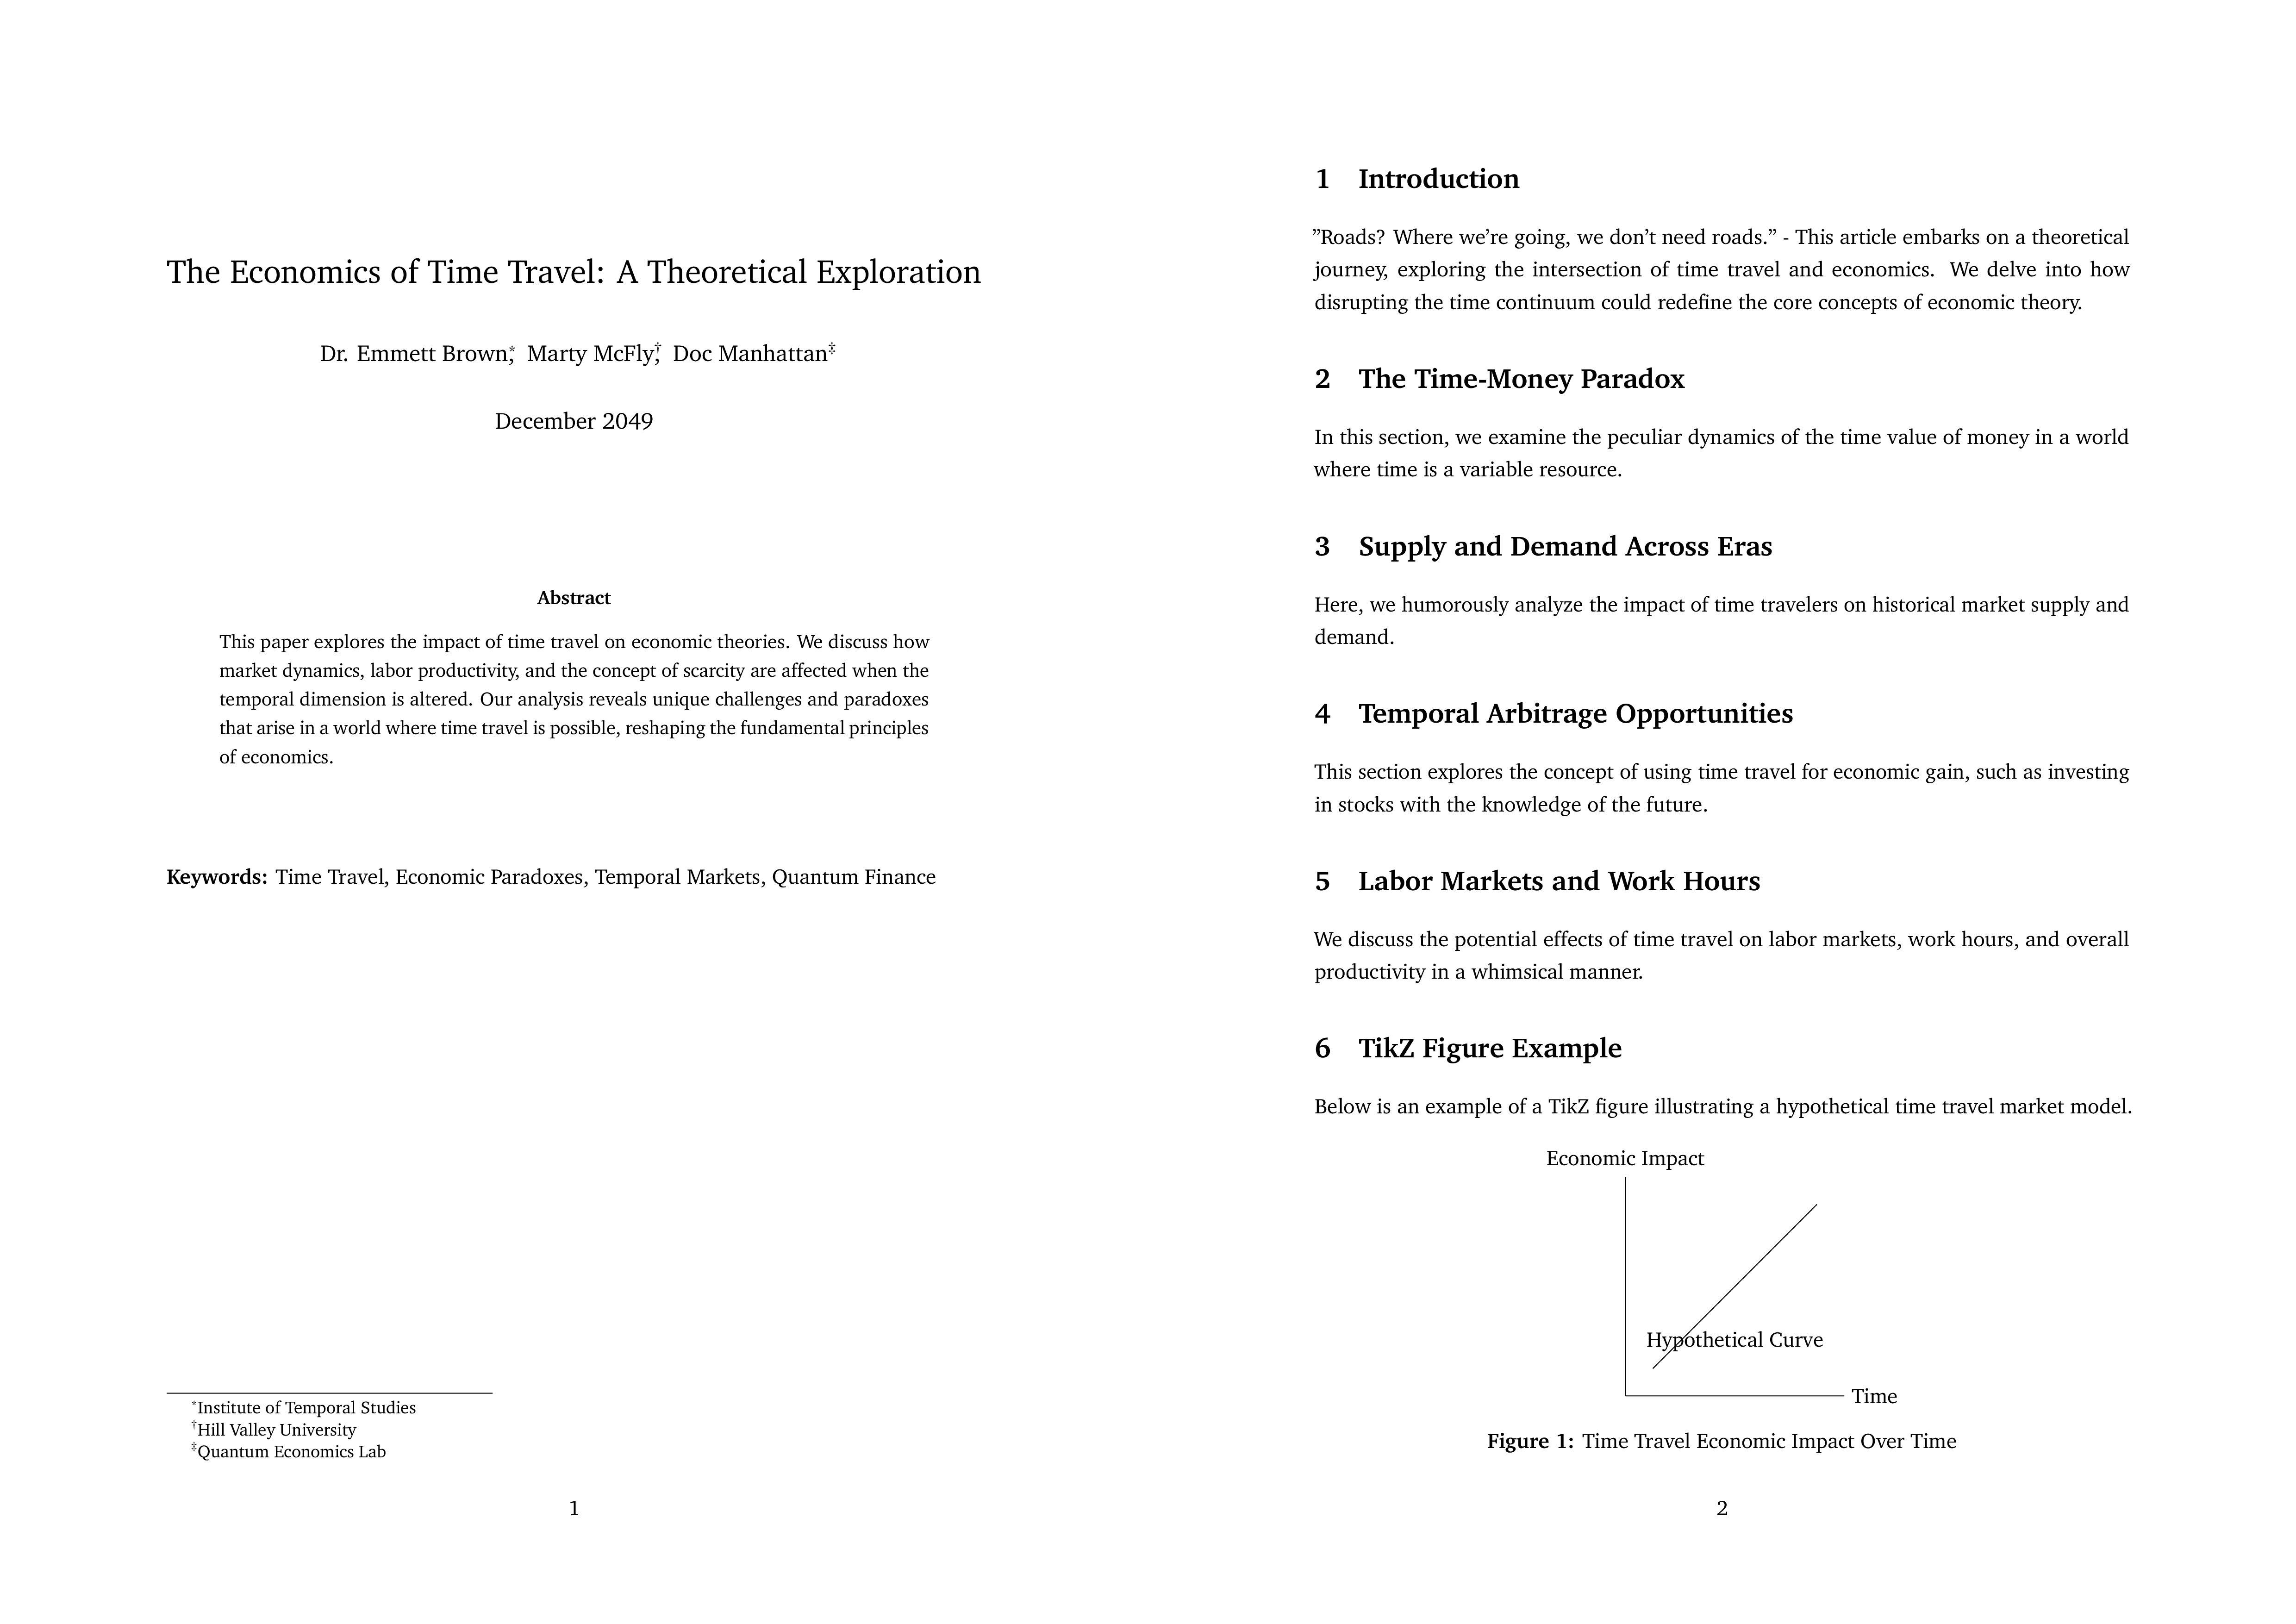 The Economics of Time Travel: A Theoretical Exploration
Dr. Emmett Brown,* Marty McFly,† Doc Manhattan‡
December 2049
Abstract
This paper explores the impact of time travel on economic theories. We discuss how
market dynamics, labor productivity, and the concept of scarcity are affected when the
temporal dimension is altered. Our analysis reveals unique challenges and paradoxes
that arise in a world where time travel is possible, reshaping the fundamental principles
of economics.
Keywords: Time Travel, Economic Paradoxes, Temporal Markets, Quantum Finance
*Institute of Temporal Studies
†Hill Valley University
‡Quantum Economics Lab
1
1 Introduction
”Roads? Where we’re going, we don’t need roads.” - This article embarks on a theoretical
journey, exploring the intersection of time travel and economics. We delve into how
disrupting the time continuum could redefine the core concepts of economic theory.
2 The Time-Money Paradox
In this section, we examine the peculiar dynamics of the time value of money in a world
where time is a variable resource.
3 Supply and Demand Across Eras
Here, we humorously analyze the impact of time travelers on historical market supply and
demand.
4 Temporal Arbitrage Opportunities
This section explores the concept of using time travel for economic gain, such as investing
in stocks with the knowledge of the future.
5 Labor Markets and Work Hours
We discuss the potential effects of time travel on labor markets, work hours, and overall
productivity in a whimsical manner.
6 TikZ Figure Example
Below is an example of a TikZ figure illustrating a hypothetical time travel market model.
Economic Impact
Hypothetical Curve
Time
Figure 1: Time Travel Economic Impact Over Time
2